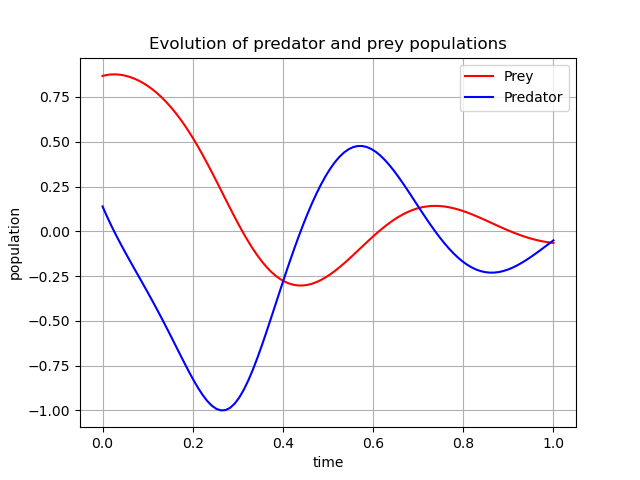 Evolution of predator and prey populations
Prey
Predator
population
0.75
0.50
0.25
0.00
−0.25
−0.50
−0.75
−1.00
0.0 0.2 0.4 0.6 0.8 1.0
time